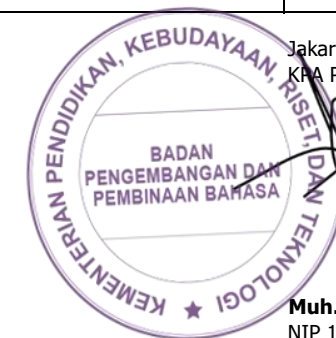 Jakar
KPA P
KEMENTERIAN PENDIDIKAN, KEBUDAYAAN, RISET, DAN TEKNOLOGI
BADAN
PENGEMBANGAN DAN
PEMBINAAN BAHASA
Muh.
NIP 1